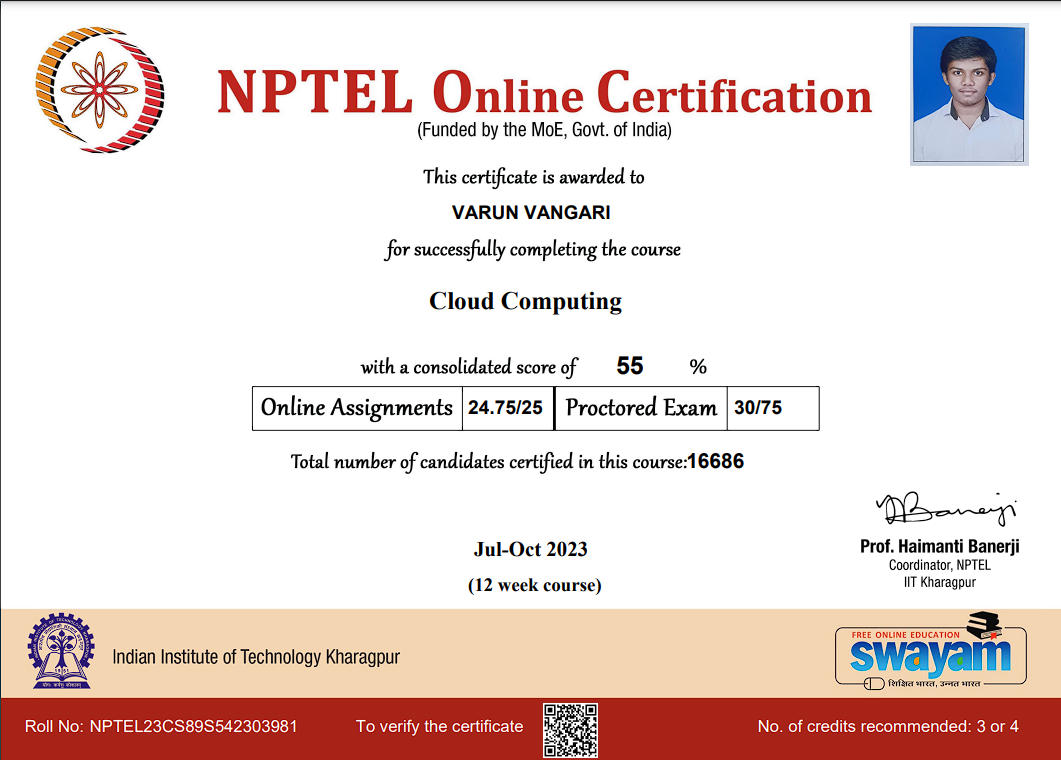 NPTEL Online Certification
(Funded by the MoE, Govt. of India)
This certificate is awarded to
VARUN VANGARI
for successfully completing the course
Cloud Computing
with a consolidated score of 55 %
Online Assignments 24.75/25 Proctored Exam 30/75
Total number of candidates certified in this course:16686
Prof. Haimanti Banerji
Coordinator, NPTEL
IIT Kharagpur
Jul-Oct 2023
(12 week course)
Indian Institute of Technology Kharagpur
FREE ONLINE EDUCATION
swayam
शिक्षित भारत, उन्नत भारत
Roll No: NPTEL23CS89S542303981 To verify the certificate No. of credits recommended: 3 or 4